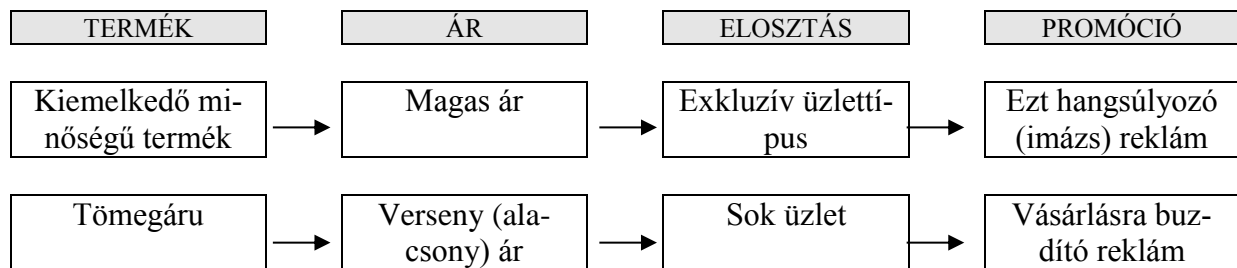 TERMÉK
ÁR
ELOSZTÁS
PROMÓCIÓ
Kiemelkedő mi-
nőségű termék
Magas ár
Exkluzív üzlettí-
pus
Ezt hangsúlyozó
(imázs) reklám
Tömegáru
Verseny (ala-
csony) ár
Sok üzlet
Vásárlásra buz-
dító reklám